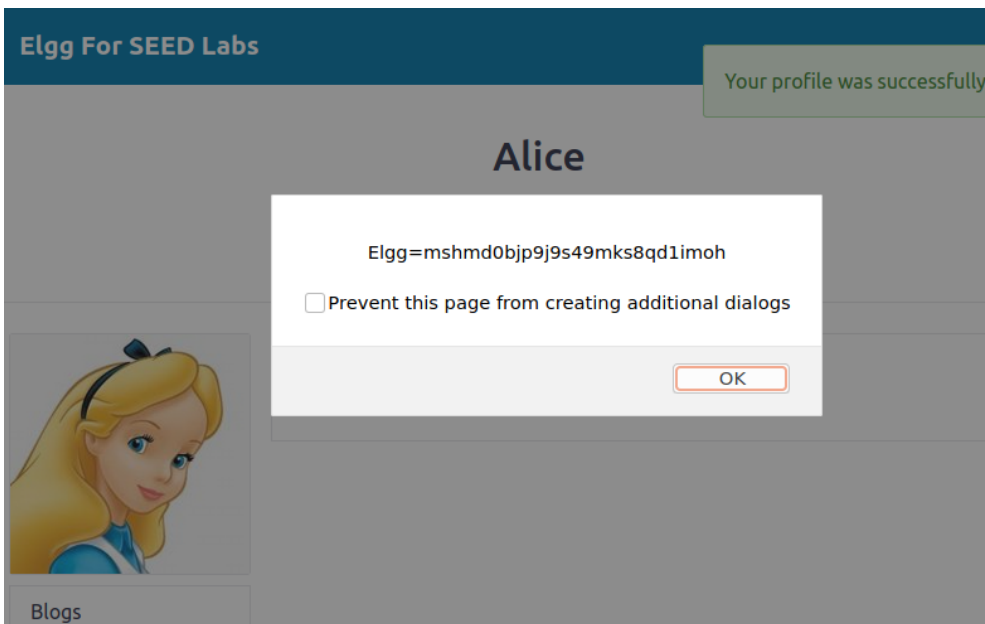 Elgg For SEED Labs
Your profile was successfully
Alice
Elgg=mshmd0bjp9j9s49mks8qd1imoh
Prevent this page from creating additional dialogs
OK
Blogs